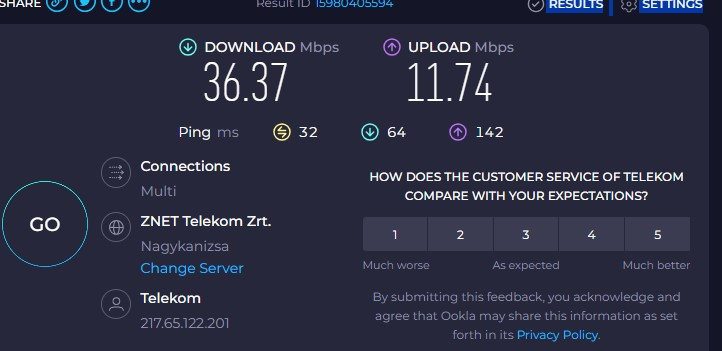 SHARE
Result ID 15980405594
RESULTS
SETTINGS
DOWNLOAD Mbps
36.37
UPLOAD Mbps
11.74
Ping ms 32 64 142
GO
Connections
Multi
ZNET Telekom Zrt.
Nagykanizsa
Change Server
Telekom
217.65.122.201
HOW DOES THE CUSTOMER SERVICE OF TELEKOM
COMPARE WITH YOUR EXPECTATIONS?
1 2 3 4 5
Much worse As expected Much better
By submitting this feedback, you acknowledge and
agree that Ookla may share this information as set
forth in its Privacy Policy.